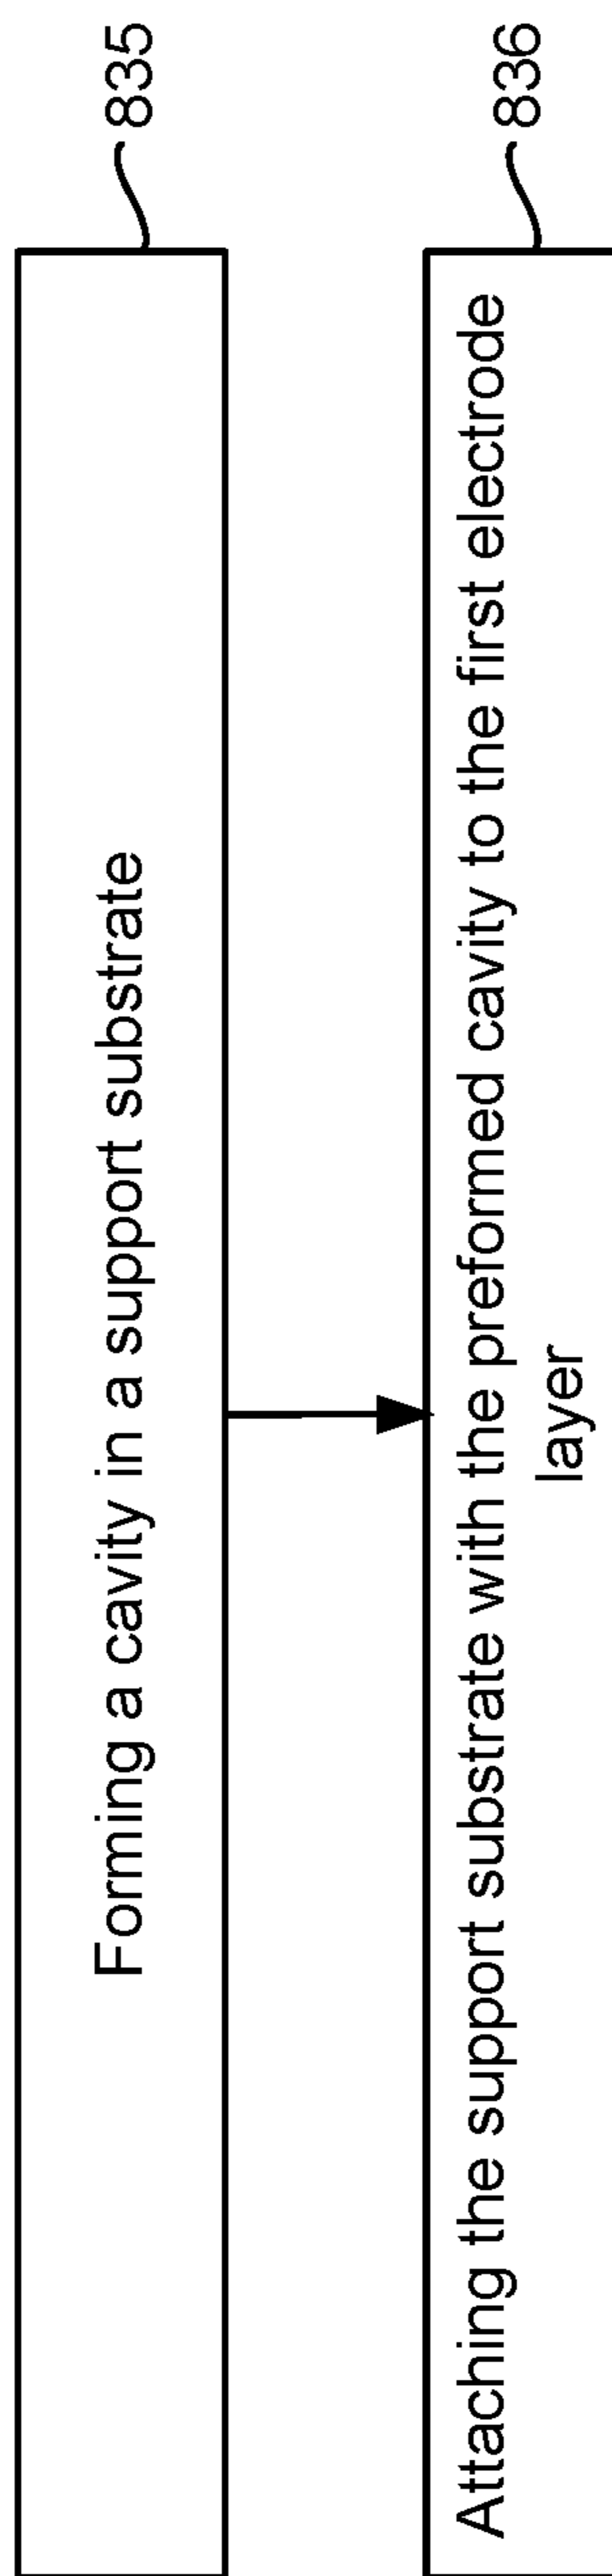 Forming a cavity in a support substrate
835
Attaching the support substrate with the preformed cavity to the first electrode
layer
836